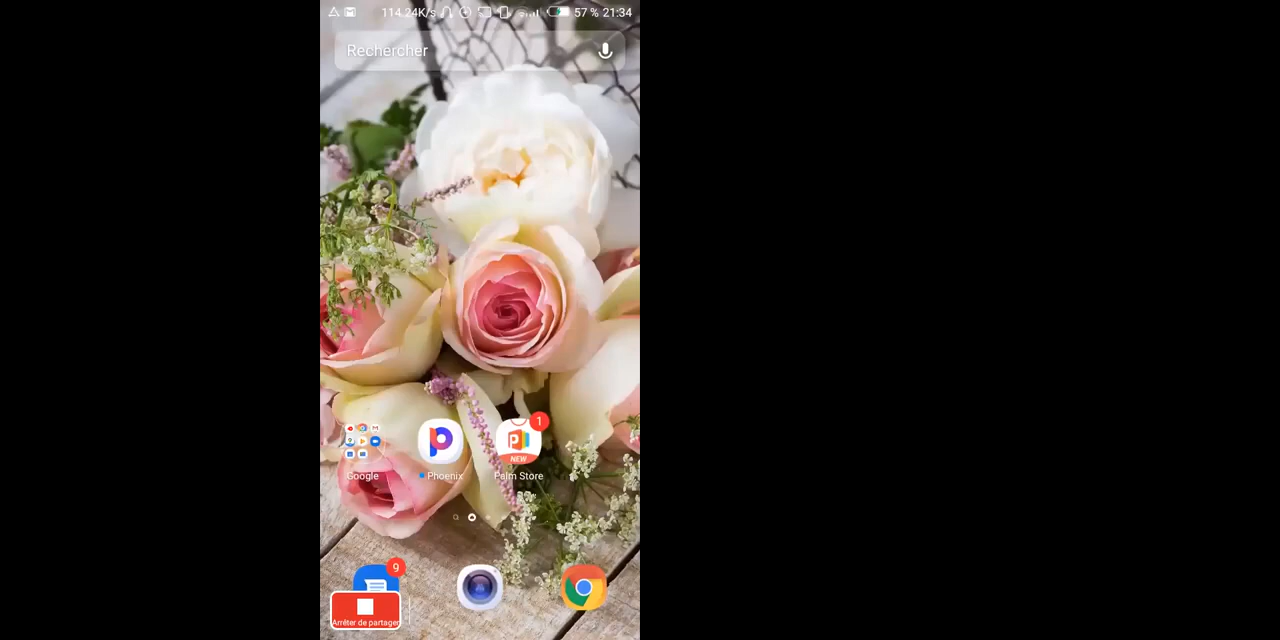 114.24K/s 57 % 21:34
Rechercher
1
NEW
Google Phoenix Palm Store
9
Arrêter de partager